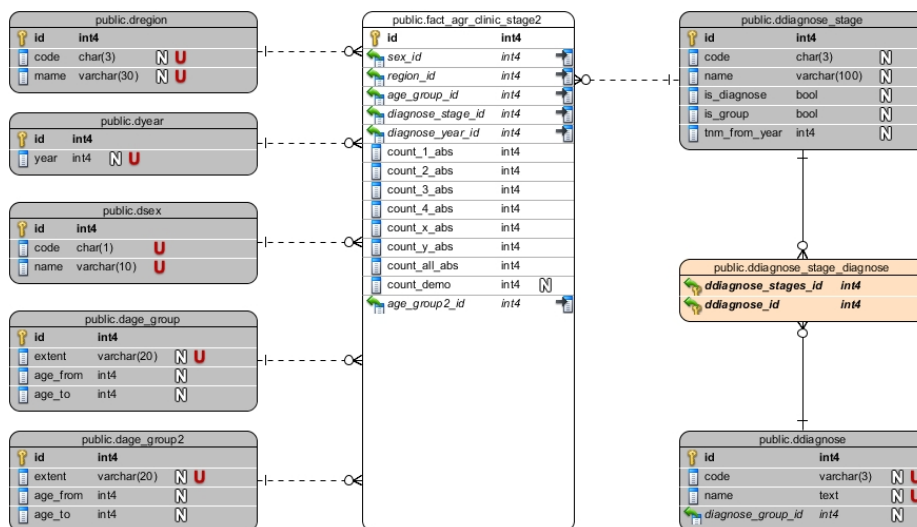 public.dregion
id int4
code char(3) N U
mame varchar(30) N U
public.dyear
id int4
year int4 N U
public.dsex
id int4
code char(1) U
name varchar(10) U
public.dage_group
id int4
extent varchar(20) N U
age_from int4 N
age_to int4 N
public.dage_group2
id int4
extent varchar(20) N U
age_from int4 N
age_to int4 N
public.fact_agr_clinic_stage2
id int4
sex_id int4
region_id int4
age_group_id int4
diagnose_stage_id int4
diagnose_year_id int4
count_1_abs int4
count_2_abs int4
count_3_abs int4
count_4_abs int4
count_x_abs int4
count_y_abs int4
count_all_abs int4
count_demo int4 N
age_group2_id int4
public.ddiagnose_stage
id int4
code char(3) N
name varchar(100) N
is_diagnose bool N
is_group bool N
tnm_from_year int4 N
public.ddiagnose_stage_diagnose
ddiagnose_stages_id int4
ddiagnose_id int4
public.ddiagnose
id int4
code varchar(3) N U
name text N U
diagnose_group_id int4 N